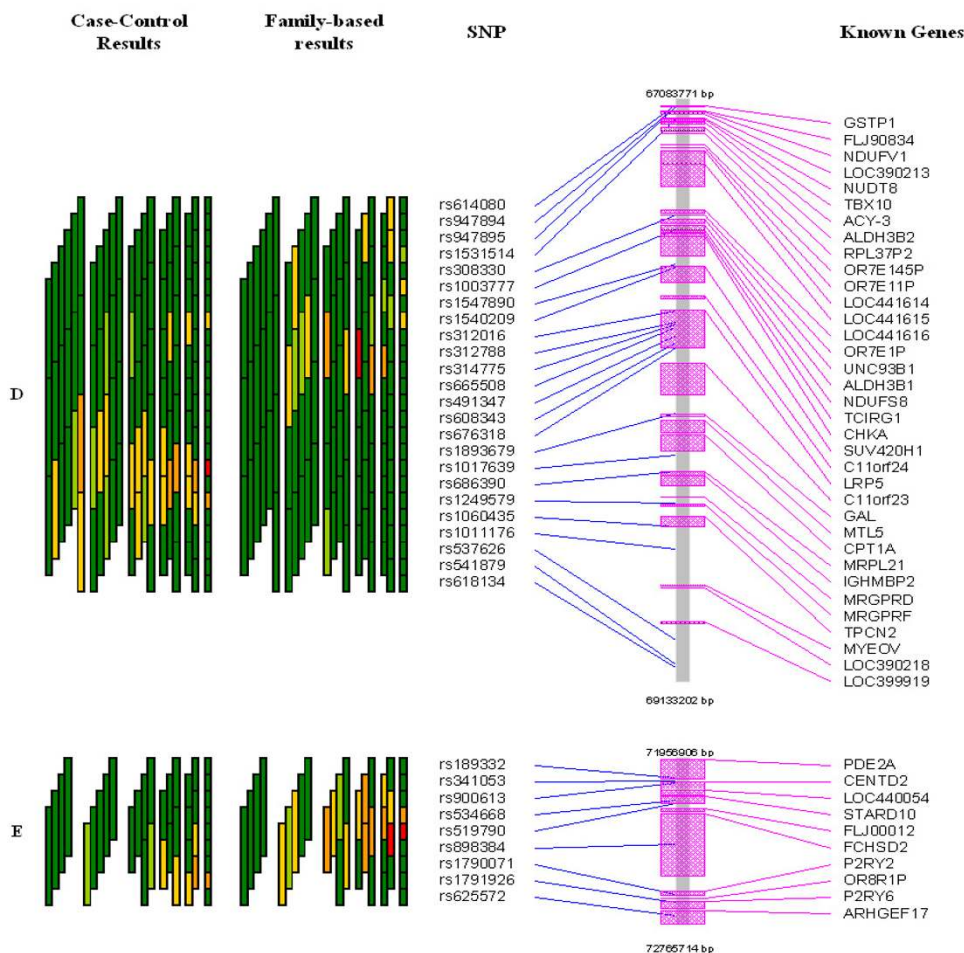 Case-Control
Results
Family-based
results
SNP
Known Genes
67083771 bp
GSTP1
FLJ90834
NDUFV1
LOC390213
NUDT8
TBX10
ACY-3
ALDH3B2
RPL37P2
OR7E145P
OR7E11P
LOC441614
LOC441615
LOC441616
OR7E1P
UNC93B1
ALDH3B1
NDUFS8
TCIRG1
CHKA
SUV420H1
C11orf24
LRP5
C11orf23
GAL
MTL5
CPT1A
MRPL21
IGHMBP2
MRGPRD
MRGPRF
TPCN2
MYEOV
LOC390218
LOC399919
rs614080
rs947894
rs947895
rs1531514
rs308330
rs1003777
rs1547890
rs1540209
rs312016
rs312788
rs314775
rs665508
rs491347
rs608343
rs676318
rs1893679
rs1017639
rs686390
rs1249579
rs1060435
rs1011176
rs537626
rs541879
rs618134
D
69133202 bp
71956906 bp
rs189332
rs341053
rs900613
rs534668
rs519790
rs898384
rs1790071
rs1791926
rs625572
E
PDE2A
CENTD2
LOC440054
STARD10
FLJ00012
FCHSD2
P2RY2
OR8R1P
P2RY6
ARHGEF17
72765714 bp